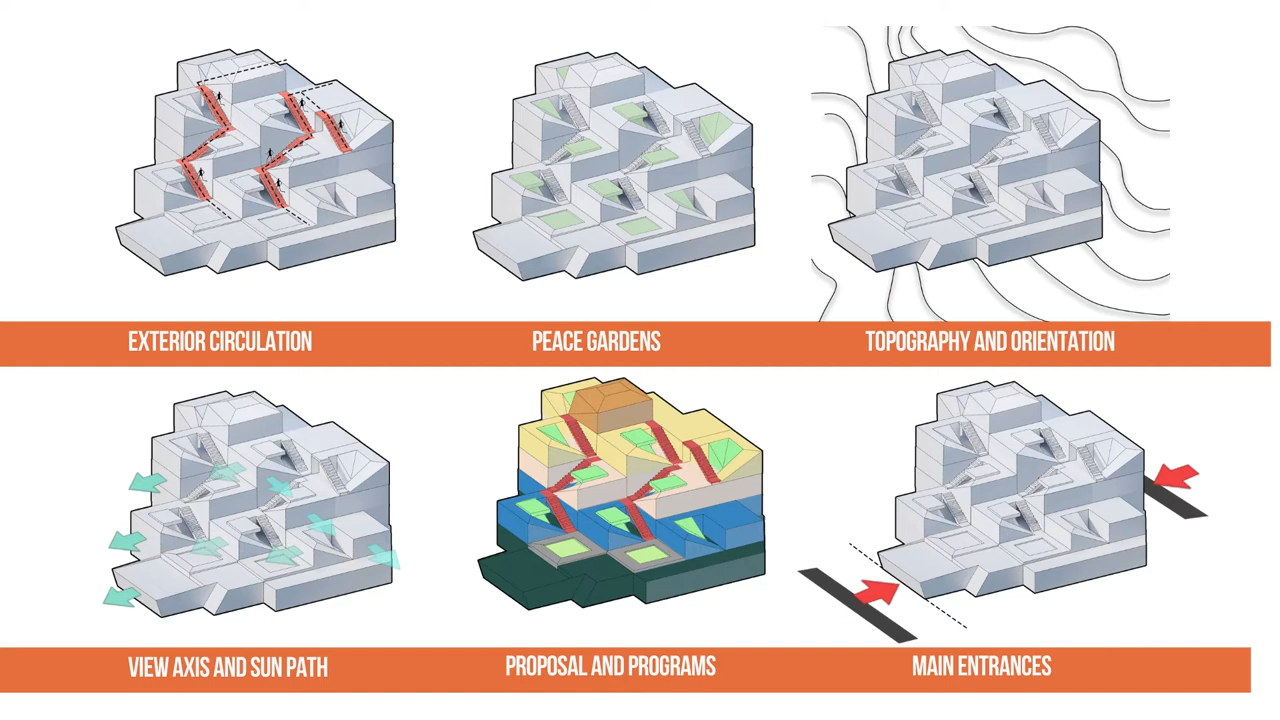 EXTERIOR CIRCULATION
PEACE GARDENS
TOPOGRAPHY AND ORIENTATION
VIEW AXIS AND SUN PATH
PROPOSAL AND PROGRAMS
MAIN ENTRANCES